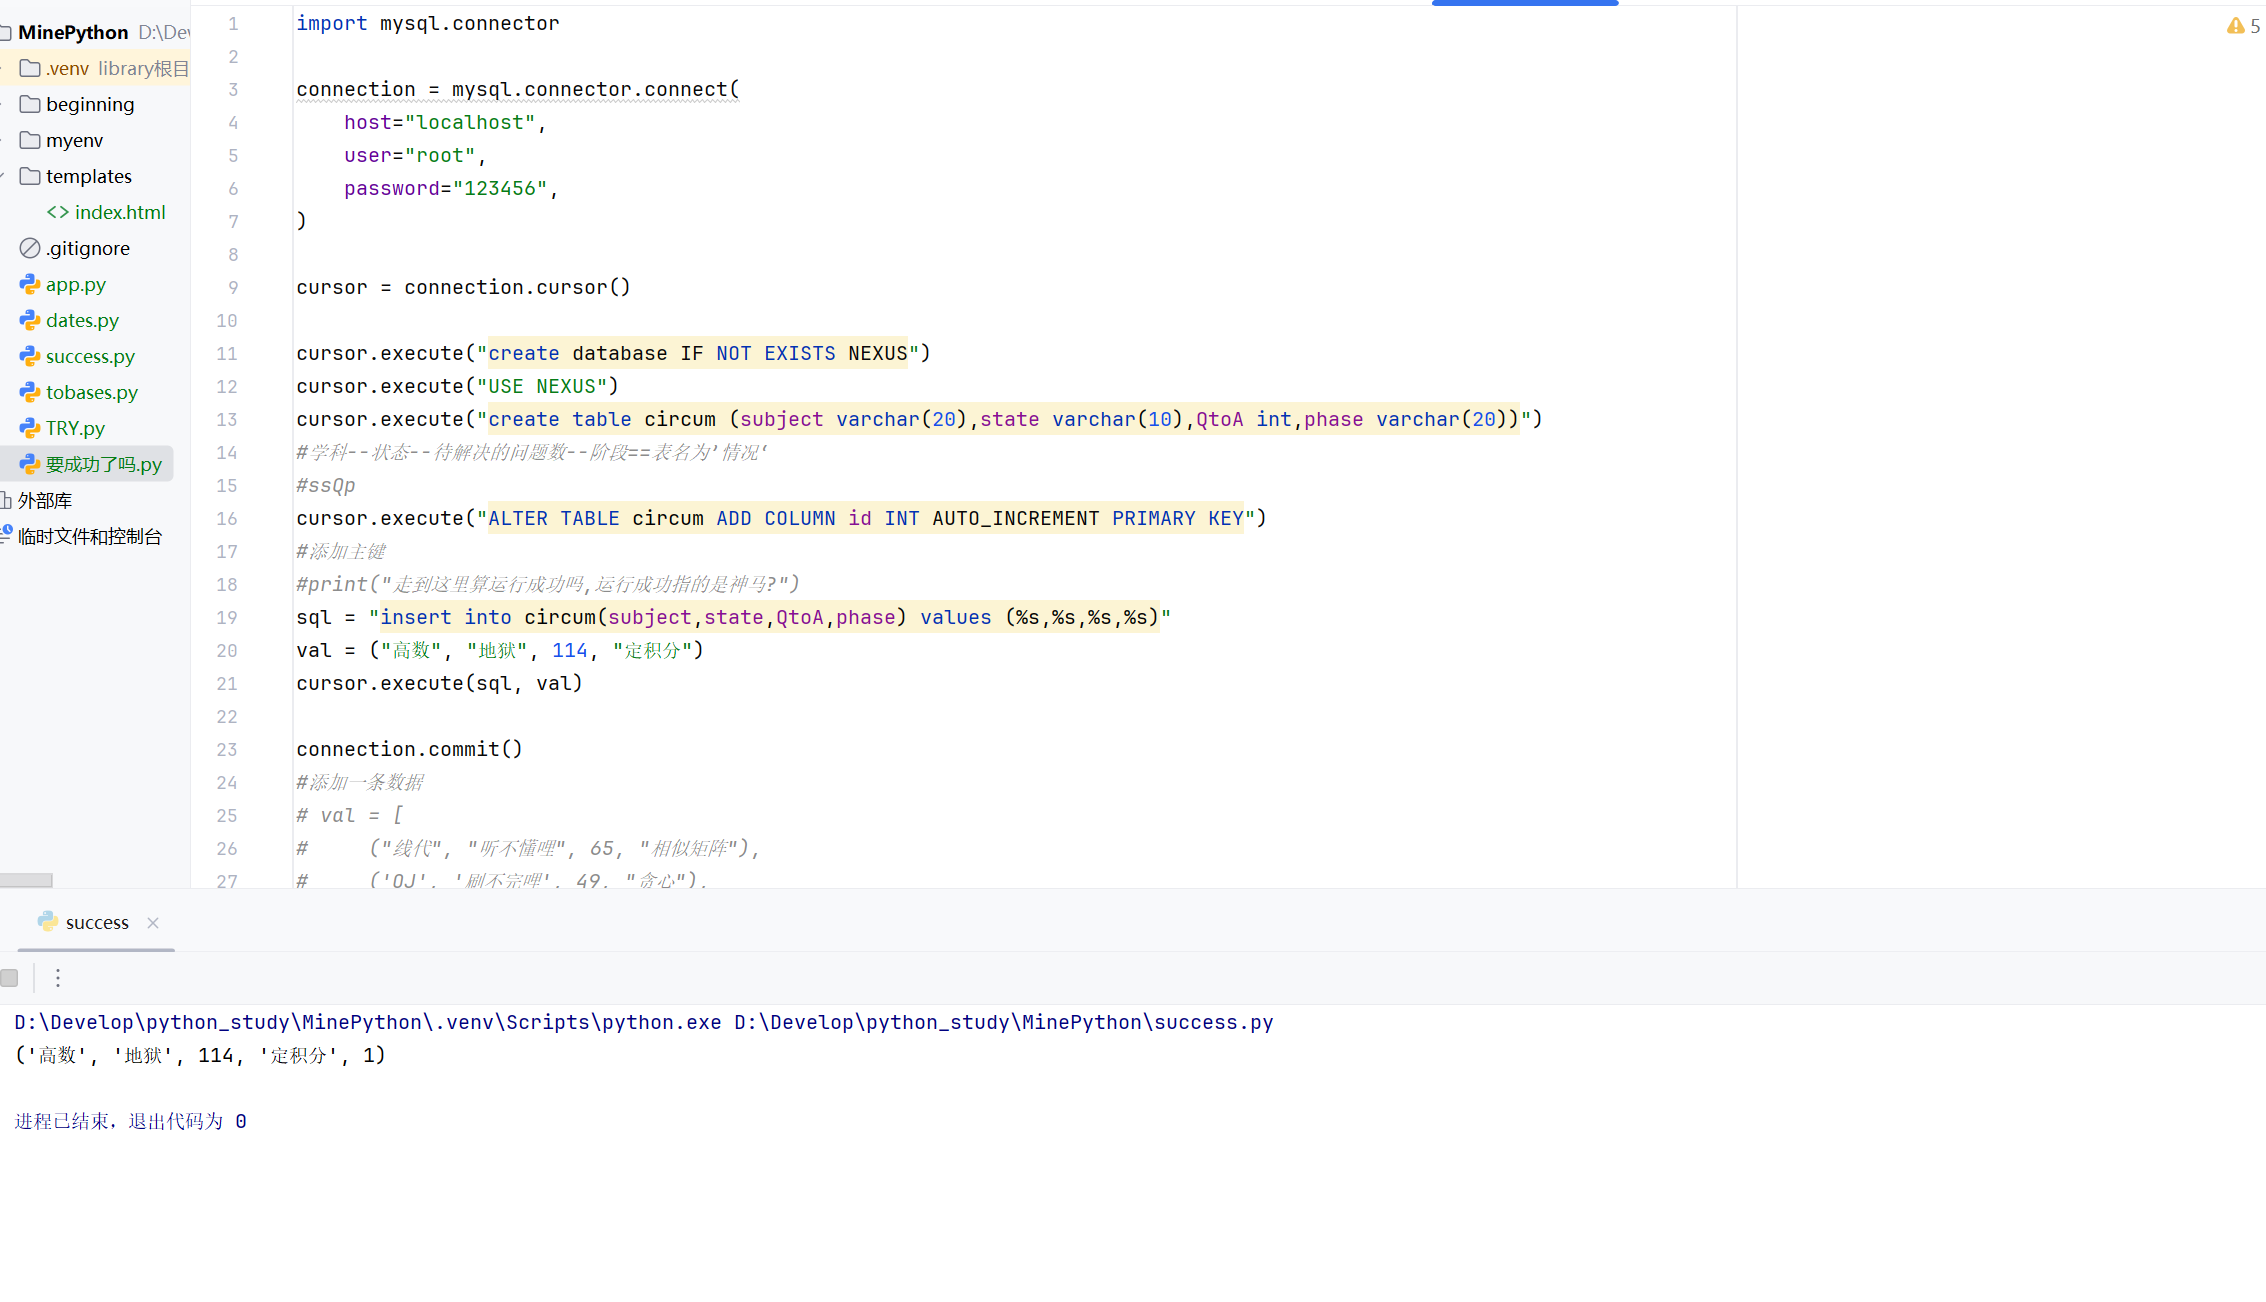 MinePython D:\Dev
.venv library根目
beginning
myenv
templates
<> index.html
.gitignore
app.py
dates.py
success.py
tobases.py
TRY.py
要成功了吗.py
外部库
临时文件和控制台
5
1 import mysql.connector
2
3 connection = mysql.connector.connect(
4     host="localhost",
5     user="root",
6     password="123456",
7 )
8
9 cursor = connection.cursor()
10
11 cursor.execute("create database IF NOT EXISTS NEXUS")
12 cursor.execute("USE NEXUS")
13 cursor.execute("create table circum (subject varchar(20),state varchar(10),QtoA int,phase varchar(20))")
14 #学科--状态--待解决的问题数--阶段==表名为’情况‘
15 #ssQp
16 cursor.execute("ALTER TABLE circum ADD COLUMN id INT AUTO_INCREMENT PRIMARY KEY")
17 #添加主键
18 #print("走到这里算运行成功吗,运行成功指的是神马?")
19 sql = "insert into circum(subject,state,QtoA,phase) values (%s,%s,%s,%s)"
20 val = ("高数", "地狱", 114, "定积分")
21 cursor.execute(sql, val)
22
23 connection.commit()
24 #添加一条数据
25 # val = [
26 #     ("线代", "听不懂哩", 65, "相似矩阵"),
27 #     ('OJ', '刷不完哩', 49, "贪心"),
success ×
D:\Develop\python_study\MinePython\.venv\Scripts\python.exe D:\Develop\python_study\MinePython\success.py
('高数', '地狱', 114, '定积分', 1)
进程已结束，退出代码为 0